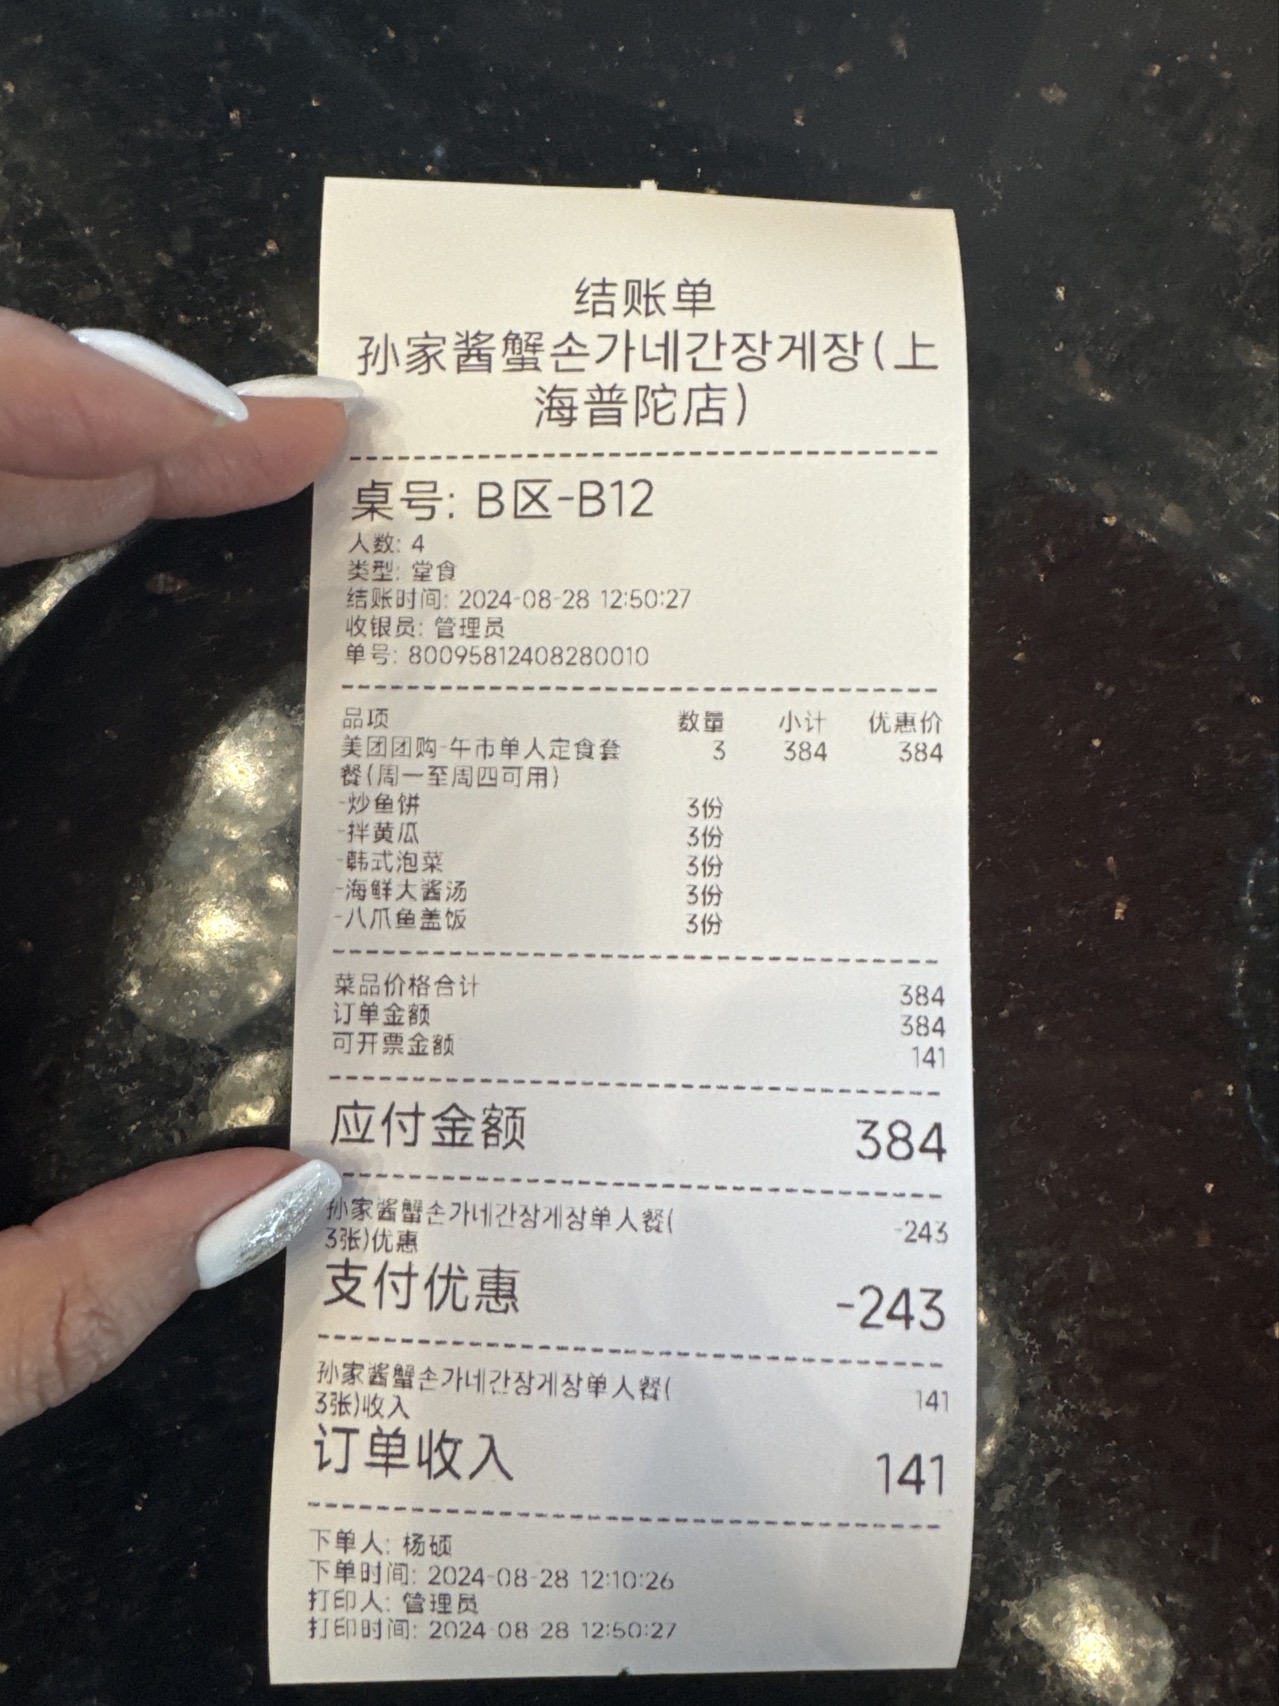 结账单
孙家酱蟹손가네간장게장(上
海普陀店)
桌号: B区-B12
人数: 4
类型: 堂食
结账时间: 2024-08-28 12:50:27
收银员: 管理员
单号: 80095812408280010
品项 数量 小计 优惠价
美团团购-午市单人定食套 3 384 384
餐(周一至周四可用)
-炒鱼饼 3份
-拌黄瓜 3份
-韩式泡菜 3份
-海鲜大酱汤 3份
-八爪鱼盖饭 3份
菜品价格合计 384
订单金额 384
可开票金额 141
应付金额 384
孙家酱蟹손가네간장게장单人餐( -243
3张)优惠
支付优惠 -243
孙家酱蟹손가네간장게장单人餐( 141
3张)收入
订单收入 141
下单人: 杨硕
下单时间: 2024-08-28 12:10:26
打印人: 管理员
打印时间: 2024-08-28 12:50:27